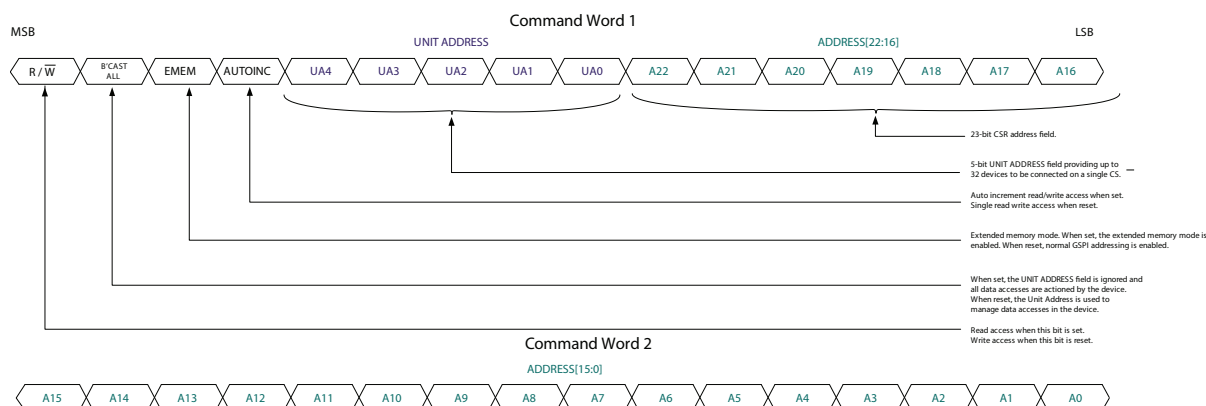 Command Word 1
MSB
LSB
UNIT ADDRESS
ADDRESS[22:16]
R / W
B'CAST
ALL
EMEM
AUTOINC
UA4
UA3
UA2
UA1
UA0
A22
A21
A20
A19
A18
A17
A16
23-bit CSR address field.
5-bit UNIT ADDRESS field providing up to
32 devices to be connected on a single CS.
Auto increment read/write access when set.
Single read write access when reset.
Extended memory mode. When set, the extended memory mode is
enabled. When reset, normal GSPI addressing is enabled.
When set, the UNIT ADDRESS field is ignored and
all data accesses are actioned by the device.
When reset, the Unit Address is used to
manage data accesses in the device.
Read access when this bit is set.
Write access when this bit is reset.
Command Word 2
ADDRESS[15:0]
A15
A14
A13
A12
A11
A10
A9
A8
A7
A6
A5
A4
A3
A2
A1
A0